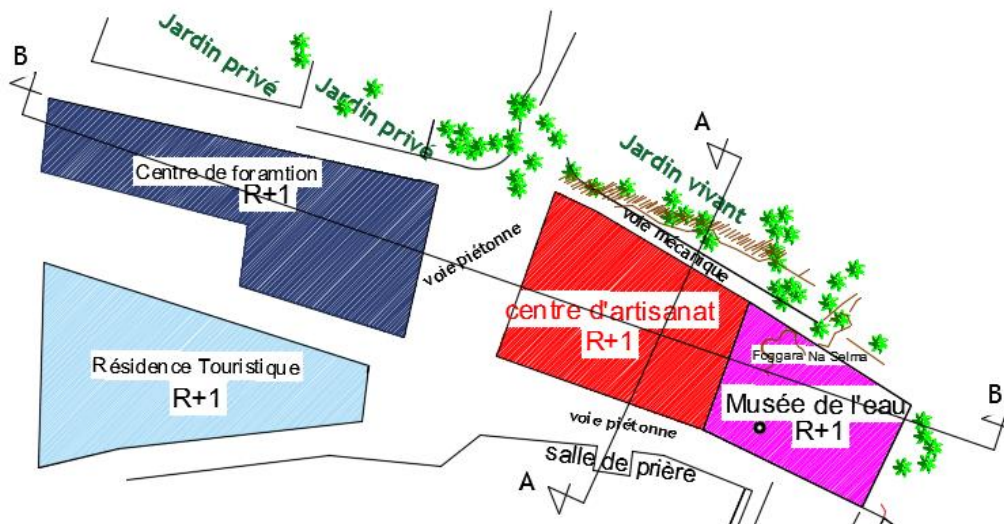 B
Jardin privé
Jardin privé
A
Jardin vivant
Centre de foramtion
R+1
voie mécanique
voie piétonne
centre d'artisanat
R+1
Foggara Na Selma
Résidence Touristique
R+1
Musée de l'eau
R+1
B
voie piétonne
salle de prière
A